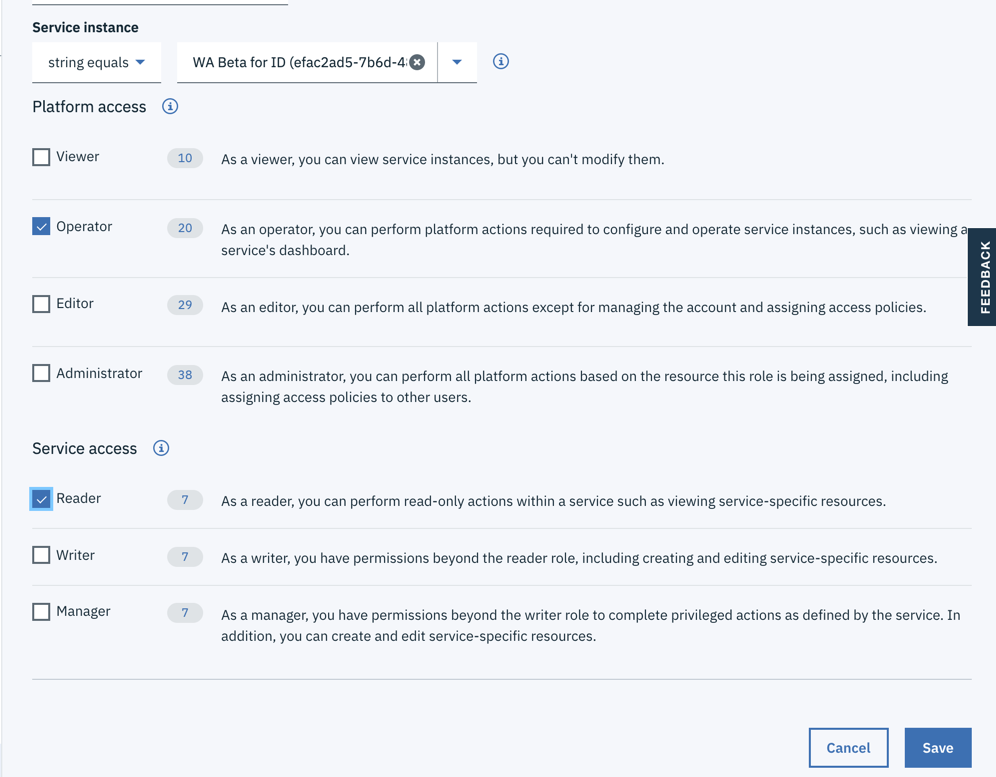 Service instance
string equals
WA Beta for ID (efac2ad5-7b6d-4
Platform access
Viewer
10
As a viewer, you can view service instances, but you can't modify them.
Operator
20
As an operator, you can perform platform actions required to configure and operate service instances, such as viewing a
service's dashboard.
FEEDBACK
Editor
29
As an editor, you can perform all platform actions except for managing the account and assigning access policies.
Administrator
38
As an administrator, you can perform all platform actions based on the resource this role is being assigned, including
assigning access policies to other users.
Service access
Reader
7
As a reader, you can perform read-only actions within a service such as viewing service-specific resources.
Writer
7
As a writer, you have permissions beyond the reader role, including creating and editing service-specific resources.
Manager
7
As a manager, you have permissions beyond the writer role to complete privileged actions as defined by the service. In
addition, you can create and edit service-specific resources.
Cancel
Save